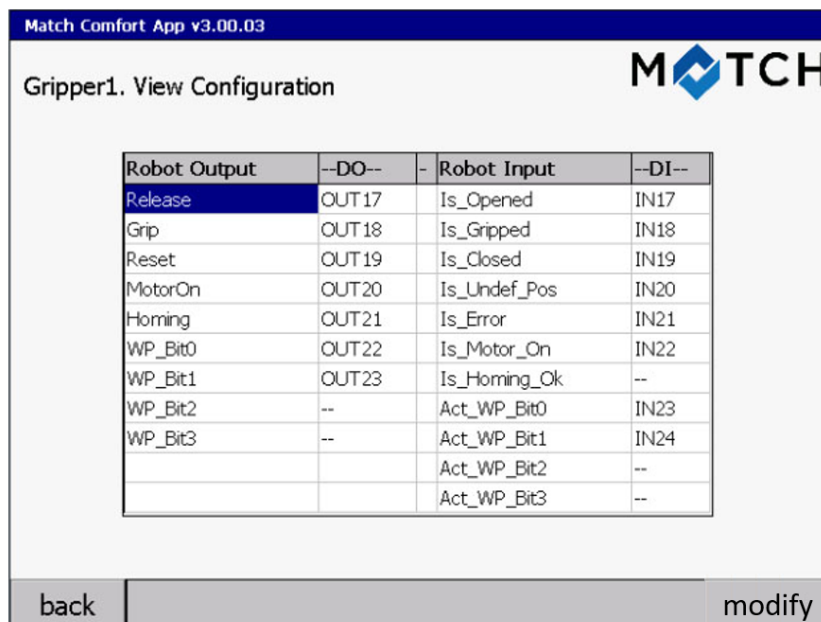 Match Comfort App v3.00.03
MATCH
Gripper1. View Configuration
Robot Output --DO-- - Robot Input --DI--
Release OUT17 Is_Opened IN17
Grip OUT18 Is_Gripped IN18
Reset OUT19 Is_Closed IN19
MotorOn OUT20 Is_Undef_Pos IN20
Homing OUT21 Is_Error IN21
WP_Bit0 OUT22 Is_Motor_On IN22
WP_Bit1 OUT23 Is_Homing_Ok --
WP_Bit2 -- Act_WP_Bit0 IN23
WP_Bit3 -- Act_WP_Bit1 IN24
Act_WP_Bit2 --
Act_WP_Bit3 --
back modify